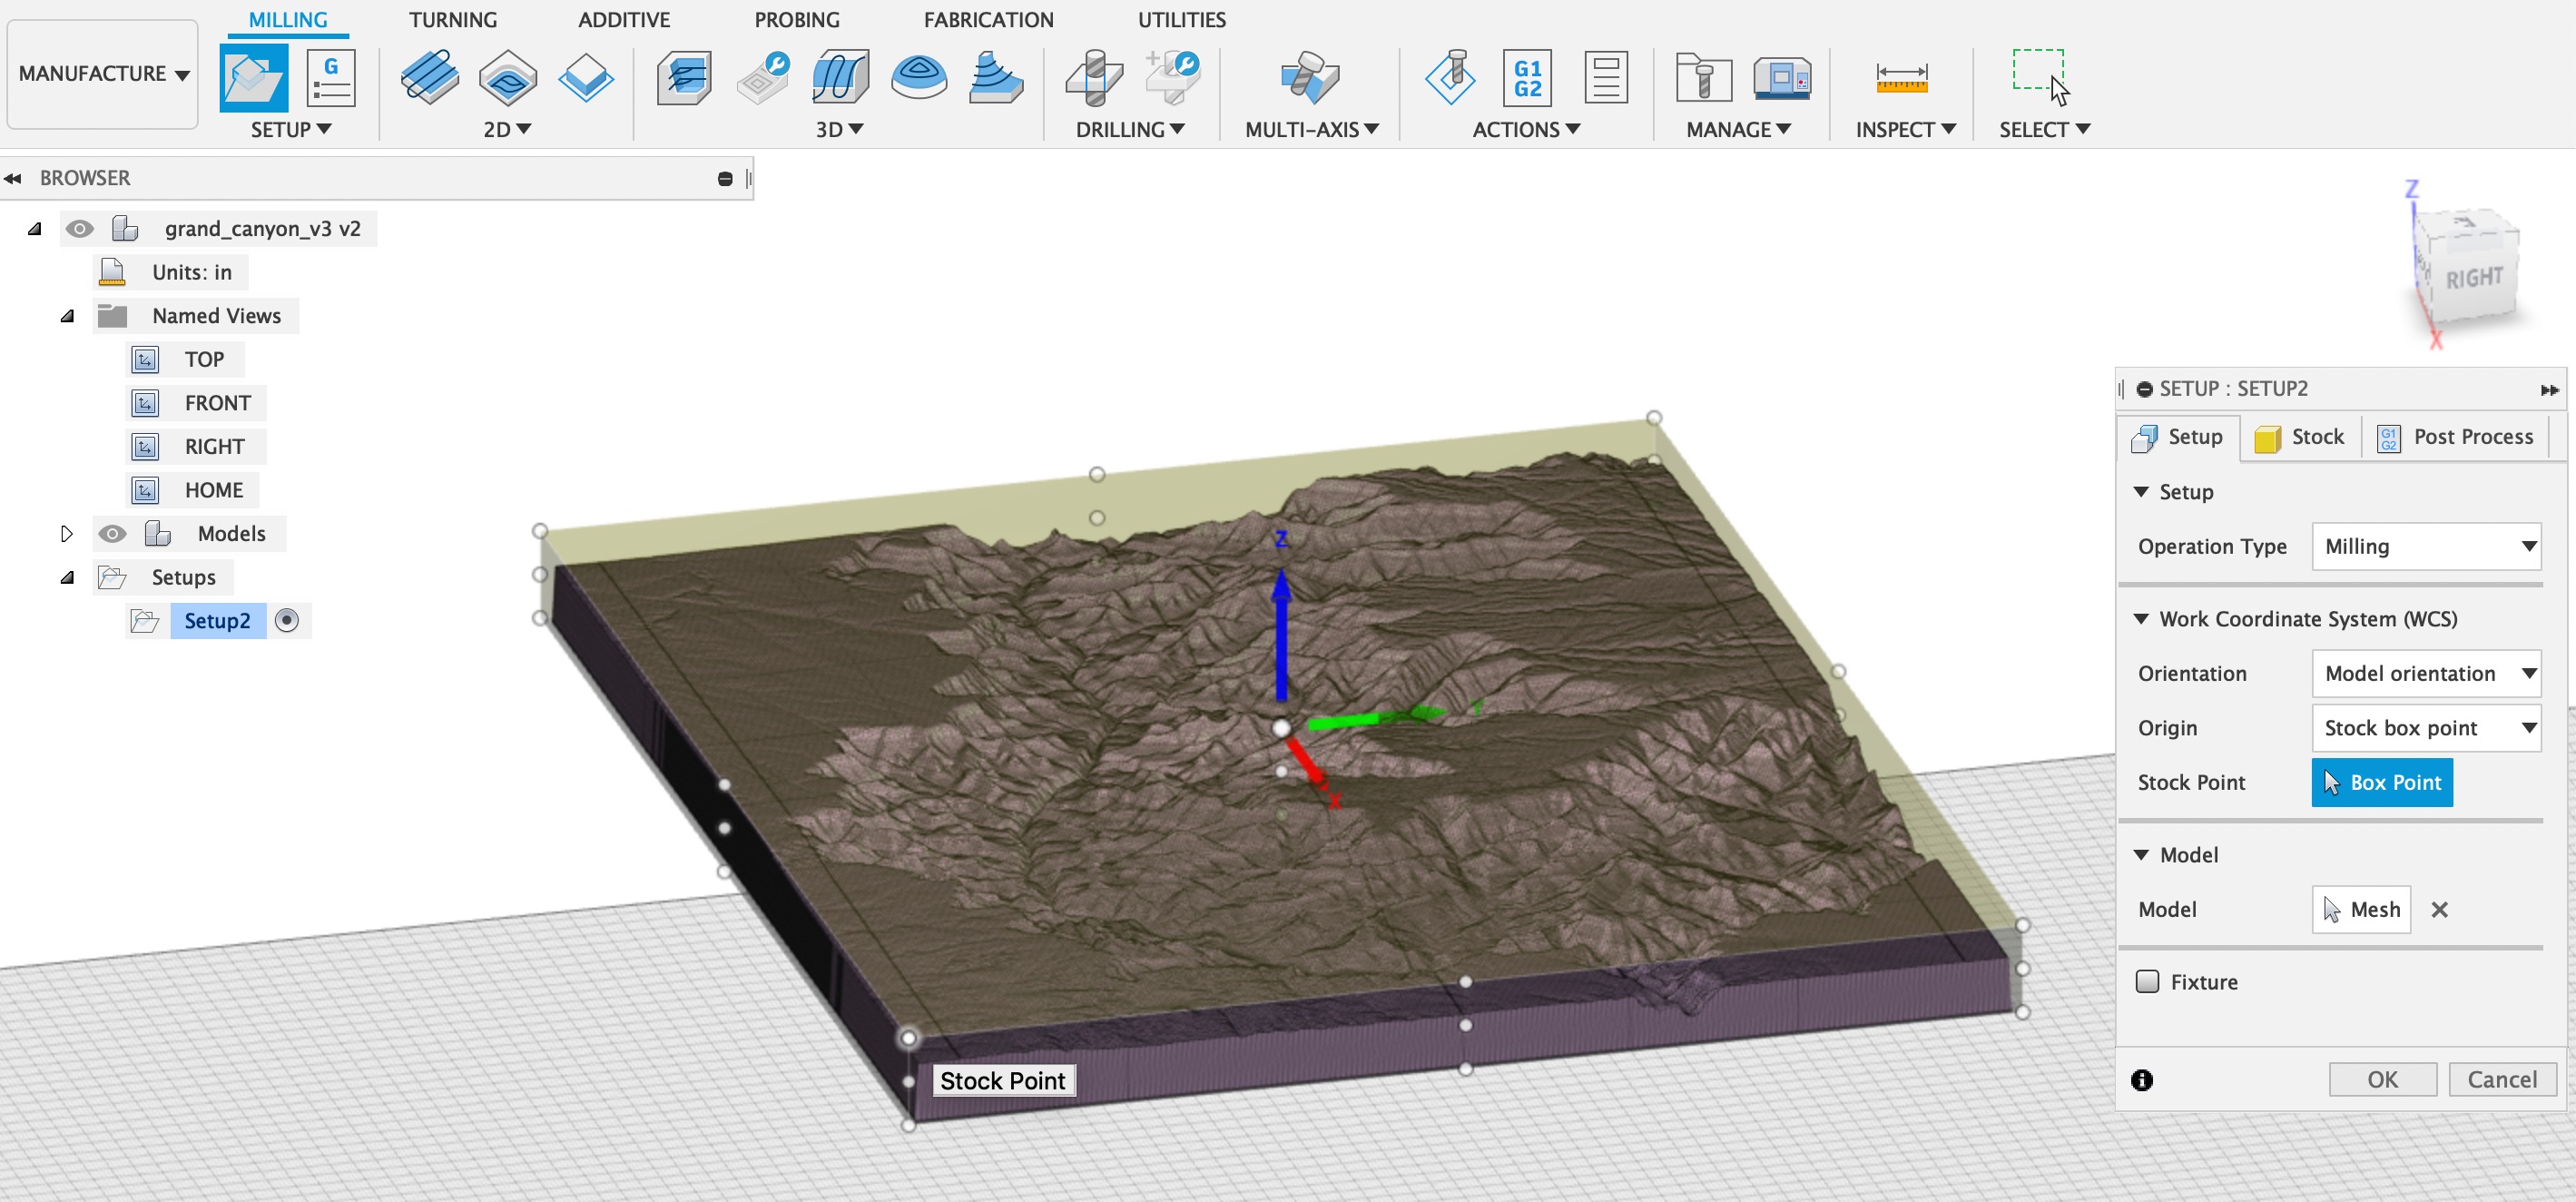 MILLING TURNING ADDITIVE PROBING FABRICATION UTILITIES
MANUFACTURE
G
G1
G2
SETUP 2D 3D DRILLING MULTI-AXIS ACTIONS MANAGE INSPECT SELECT
BROWSER
grand_canyon_v3 v2
Units: in
Named Views
TOP
FRONT
RIGHT
HOME
Models
Setups
Setup2
Z
RIGHT
X
Z
Y
X
Stock Point
SETUP : SETUP2
Setup Stock G1 G2 Post Process
Setup
Operation Type Milling
Work Coordinate System (WCS)
Orientation Model orientation
Origin Stock box point
Stock Point Box Point
Model
Model Mesh
Fixture
OK Cancel